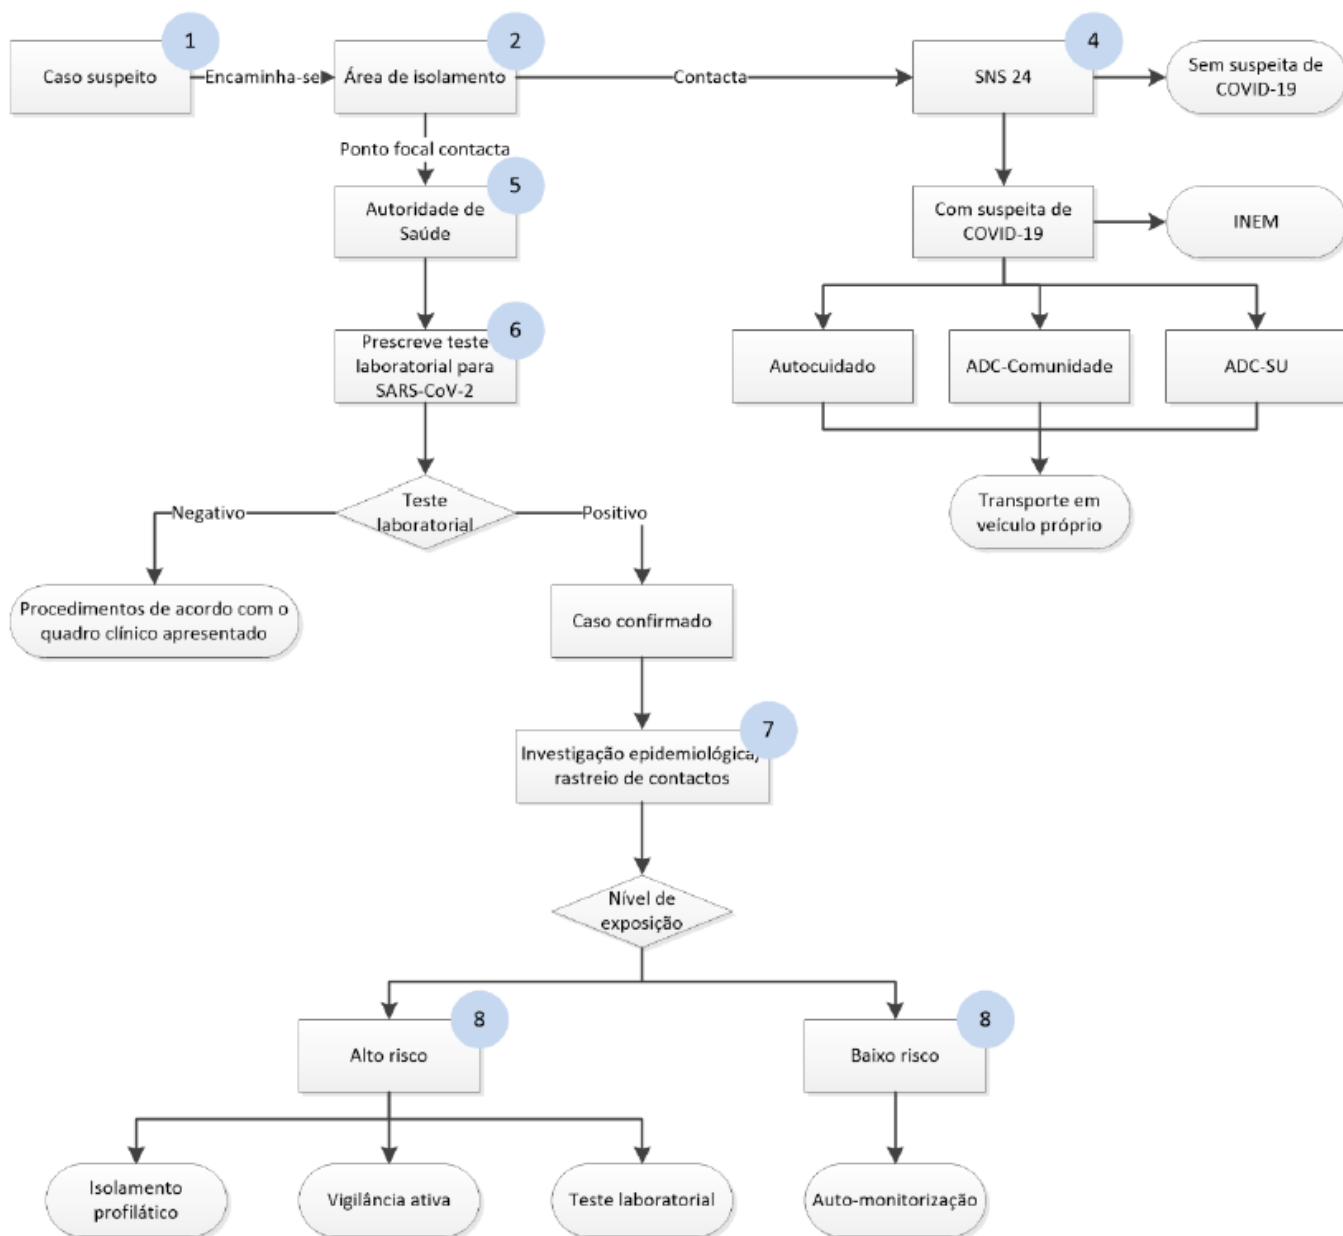 1
Caso suspeito
Encaminha-se
2
Área de isolamento
Contacta
4
SNS 24
Sem suspeita de
COVID-19
Ponto focal contacta
5
Autoridade de
Saúde
Com suspeita de
COVID-19
INEM
6
Prescreve teste
laboratorial para
SARS-CoV-2
Autocuidado
ADC-Comunidade
ADC-SU
Negativo
Teste
laboratorial
Positivo
Transporte em
veículo próprio
Procedimentos de acordo com o
quadro clínico apresentado
Caso confirmado
7
Investigação epidemiológica/
rastreio de contactos
Nível de
exposição
8
Alto risco
8
Baixo risco
Isolamento
profilático
Vigilância ativa
Teste laboratorial
Auto-monitorização